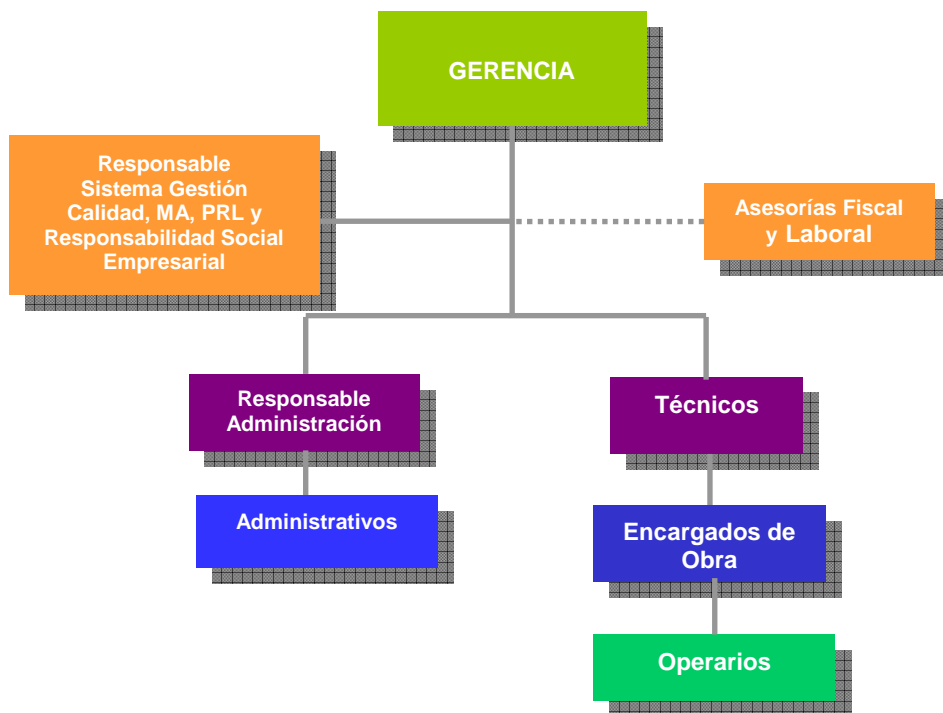 GERENCIA
Responsable
Sistema Gestión
Calidad, MA, PRL y
Responsabilidad Social
Empresarial
Asesorías Fiscal
y Laboral
Responsable
Administración
Técnicos
Administrativos
Encargados de
Obra
Operarios